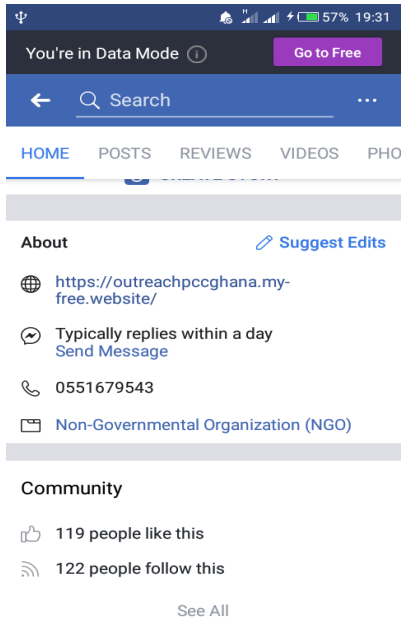 57% 19:31
You're in Data Mode
Go to Free
Search
HOME POSTS REVIEWS VIDEOS PHO
About
Suggest Edits
https://outreachpccghana.my-
free.website/
Typically replies within a day
Send Message
0551679543
Non-Governmental Organization (NGO)
Community
119 people like this
122 people follow this
See All